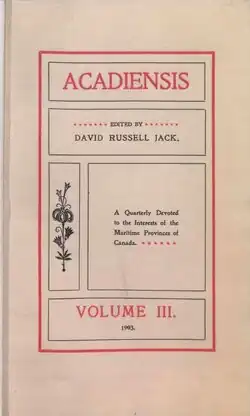 ACADIENSIS
EDITED BY
DAVID RUSSELL JACK.
A Quarterly Devoted
to the Interests of the
Maritime Provinces of
Canada.
VOLUME III.
1903.